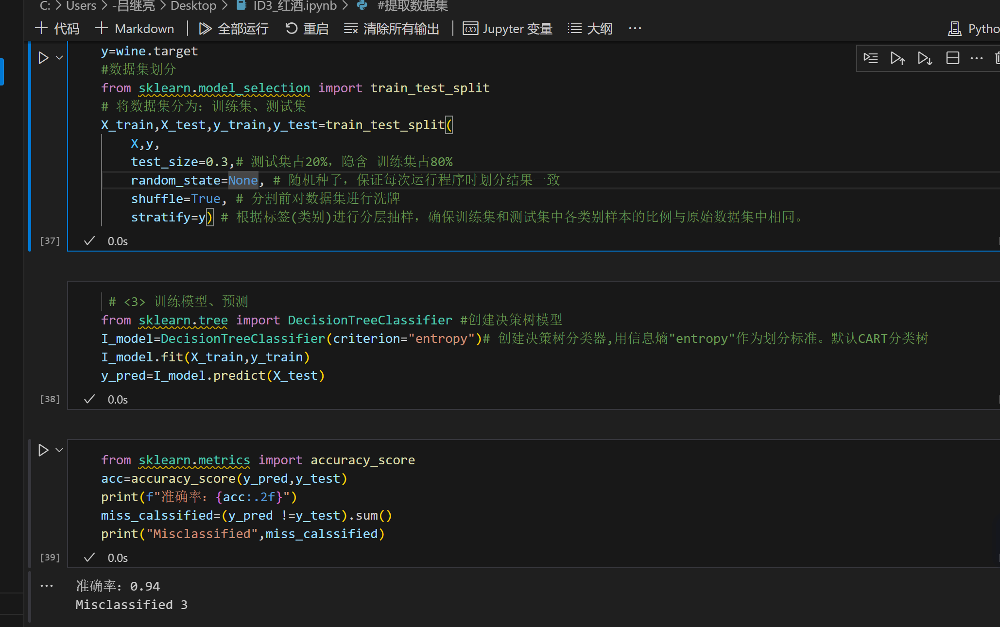 C: > Users > -吕继亮 > Desktop > ID3_红酒.ipynb > #提取数据集
代码 Markdown 全部运行 重启 清除所有输出 Jupyter 变量 大纲 ... Pytho
y=wine.target
#数据集划分
from sklearn.model_selection import train_test_split
# 将数据集分为：训练集、测试集
X_train,X_test,y_train,y_test=train_test_split(
X,y,
test_size=0.3,# 测试集占20%，隐含 训练集占80%
random_state=None, # 随机种子，保证每次运行程序时划分结果一致
shuffle=True, # 分割前对数据集进行洗牌
stratify=y) # 根据标签(类别)进行分层抽样，确保训练集和测试集中各类别样本的比例与原始数据集中相同。
[37] 0.0s
# <3> 训练模型、预测
from sklearn.tree import DecisionTreeClassifier #创建决策树模型
I_model=DecisionTreeClassifier(criterion="entropy")# 创建决策树分类器,用信息熵"entropy"作为划分标准。默认CART分类树
I_model.fit(X_train,y_train)
y_pred=I_model.predict(X_test)
[38] 0.0s
from sklearn.metrics import accuracy_score
acc=accuracy_score(y_pred,y_test)
print(f"准确率：{acc:.2f}")
miss_calssified=(y_pred !=y_test).sum()
print("Misclassified",miss_calssified)
[39] 0.0s
准确率：0.94
Misclassified 3